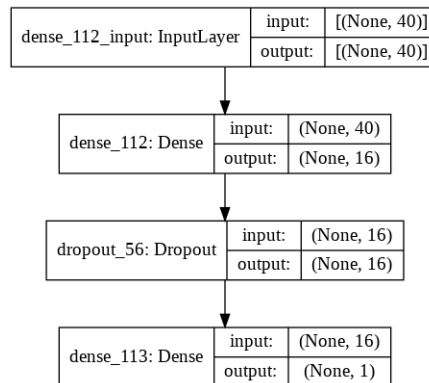 dense_112_input: InputLayer input: [(None, 40)]
output: [(None, 40)]
dense_112: Dense input: (None, 40)
output: (None, 16)
dropout_56: Dropout input: (None, 16)
output: (None, 16)
dense_113: Dense input: (None, 16)
output: (None, 1)